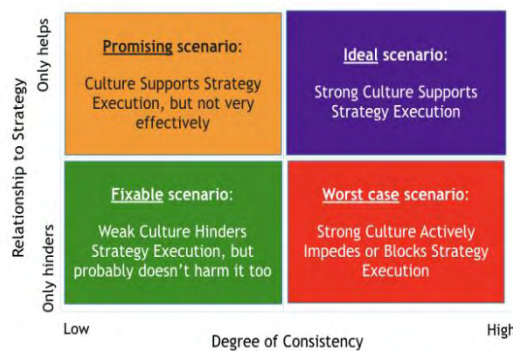 Only helps
Relationship to Strategy
Only hinders
Promising scenario:
Culture Supports Strategy
Execution, but not very
effectively
Ideal scenario:
Strong Culture Supports
Strategy Execution
Fixable scenario:
Weak Culture Hinders
Strategy Execution, but
probably doesn't harm it too
Worst case scenario:
Strong Culture Actively
Impedes or Blocks Strategy
Execution
Low
Degree of Consistency
High